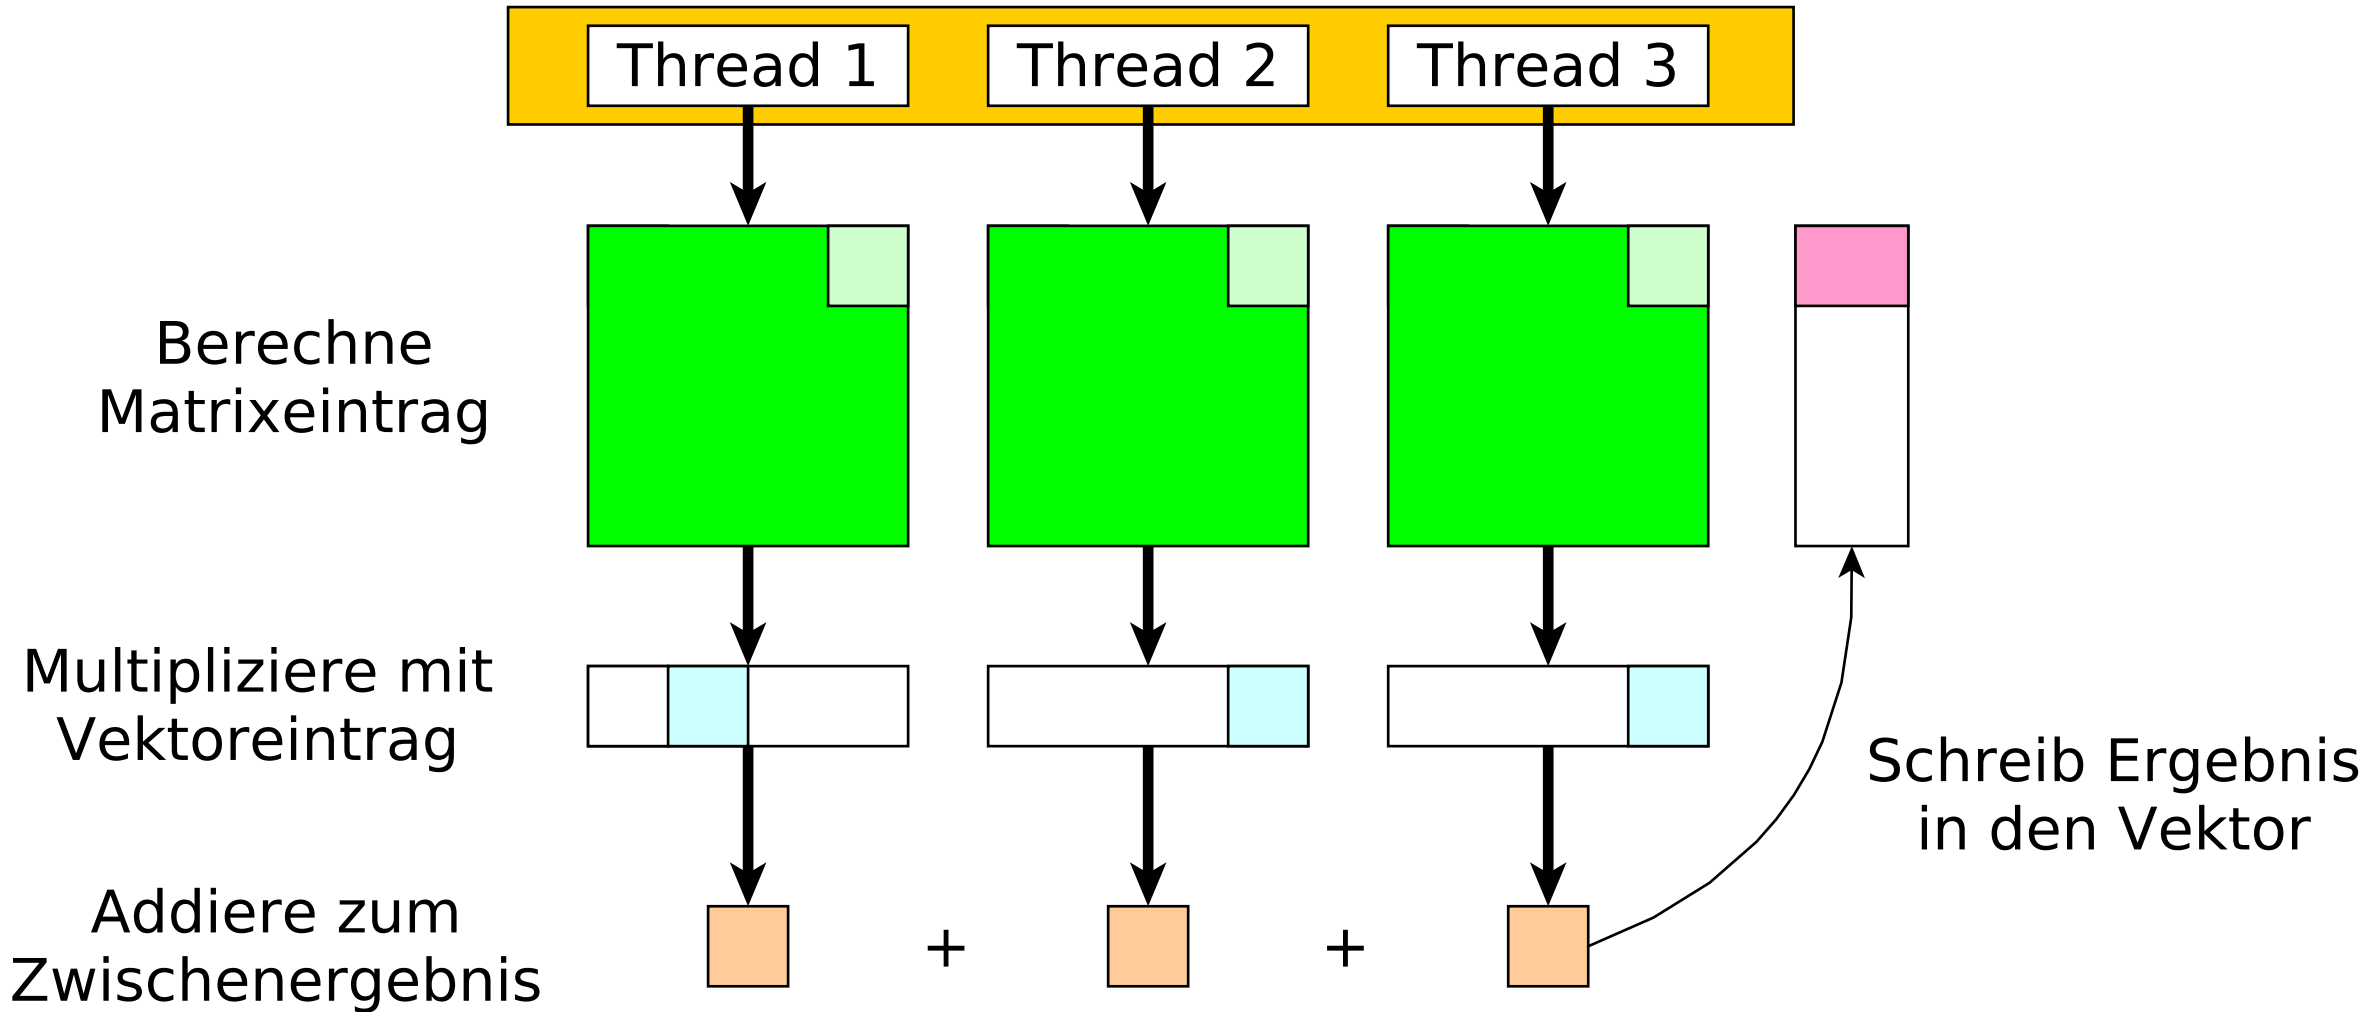 Thread 1
Thread 2
Thread 3
Berechne
Matrixeintrag
Multipliziere mit
Vektoreintrag
Schreib Ergebnis
in den Vektor
Addiere zum
Zwischenergebnis
+
+